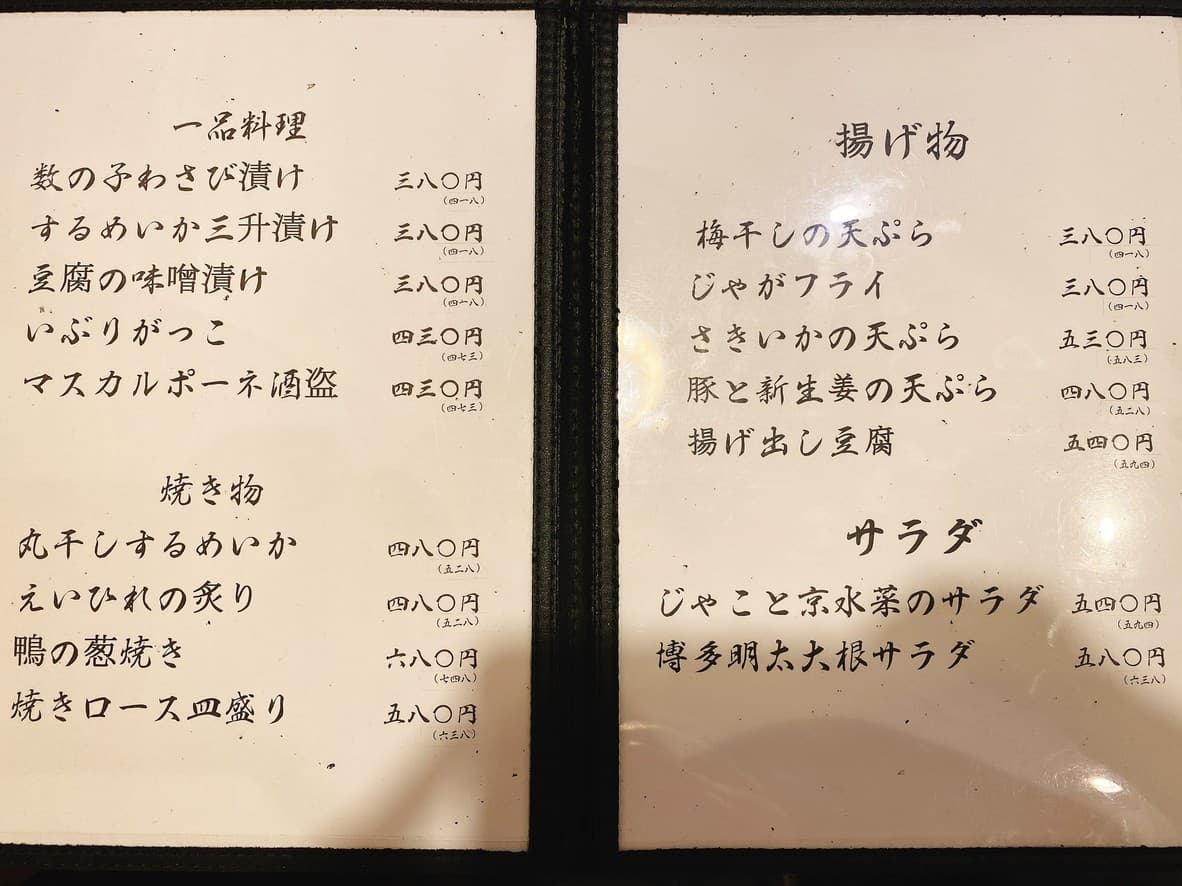 一品料理
数の子わさび漬け 三八〇円
(四一八)
するめいか三升漬け 三八〇円
(四一八)
豆腐の味噌漬け 三八〇円
(四一八)
いぶりがっこ 四三〇円
(四七三)
マスカルポーネ酒盗 四三〇円
(四七三)
焼き物
丸干しするめいか 四八〇円
(五二八)
えいひれの炙り 四八〇円
(五二八)
鴨の葱焼き 六八〇円
(七四八)
焼きロース皿盛り 五八〇円
(六三八)
揚げ物
梅干しの天ぷら 三八〇円
(四一八)
じゃがフライ 三八〇円
(四一八)
さきいかの天ぷら 五三〇円
(五八三)
豚と新生姜の天ぷら 四八〇円
(五二八)
揚げ出し豆腐 五四〇円
(五九四)
サラダ
じゃこと京水菜のサラダ 五四〇円
(五九四)
博多明太大根サラダ 五八〇円
(六三八)